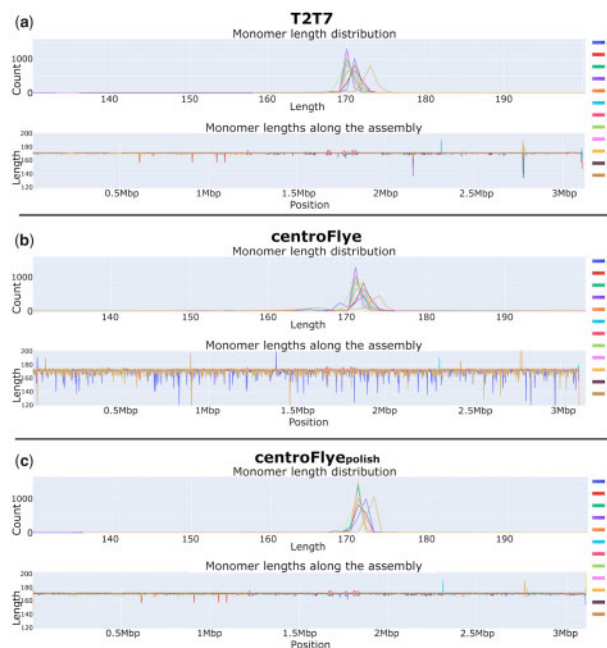 (a) T2T7
Monomer length distribution
Count
1000
0
140 150 160 170 180 190
Length
Monomer lengths along the assembly
Length
200
180
160
140
120
0.5Mbp 1Mbp 1.5Mbp 2Mbp 2.5Mbp 3Mbp
Position
(b) centroFlye
Monomer length distribution
Count
1000
0
140 150 160 170 180 190
Length
Monomer lengths along the assembly
Length
200
180
160
140
120
0.5Mbp 1Mbp 1.5Mbp 2Mbp 2.5Mbp 3Mbp
Position
(c) centroFlyepolish
Monomer length distribution
Count
1000
0
140 150 160 170 180 190
Length
Monomer lengths along the assembly
Length
200
180
160
140
120
0.5Mbp 1Mbp 1.5Mbp 2Mbp 2.5Mbp 3Mbp
Position